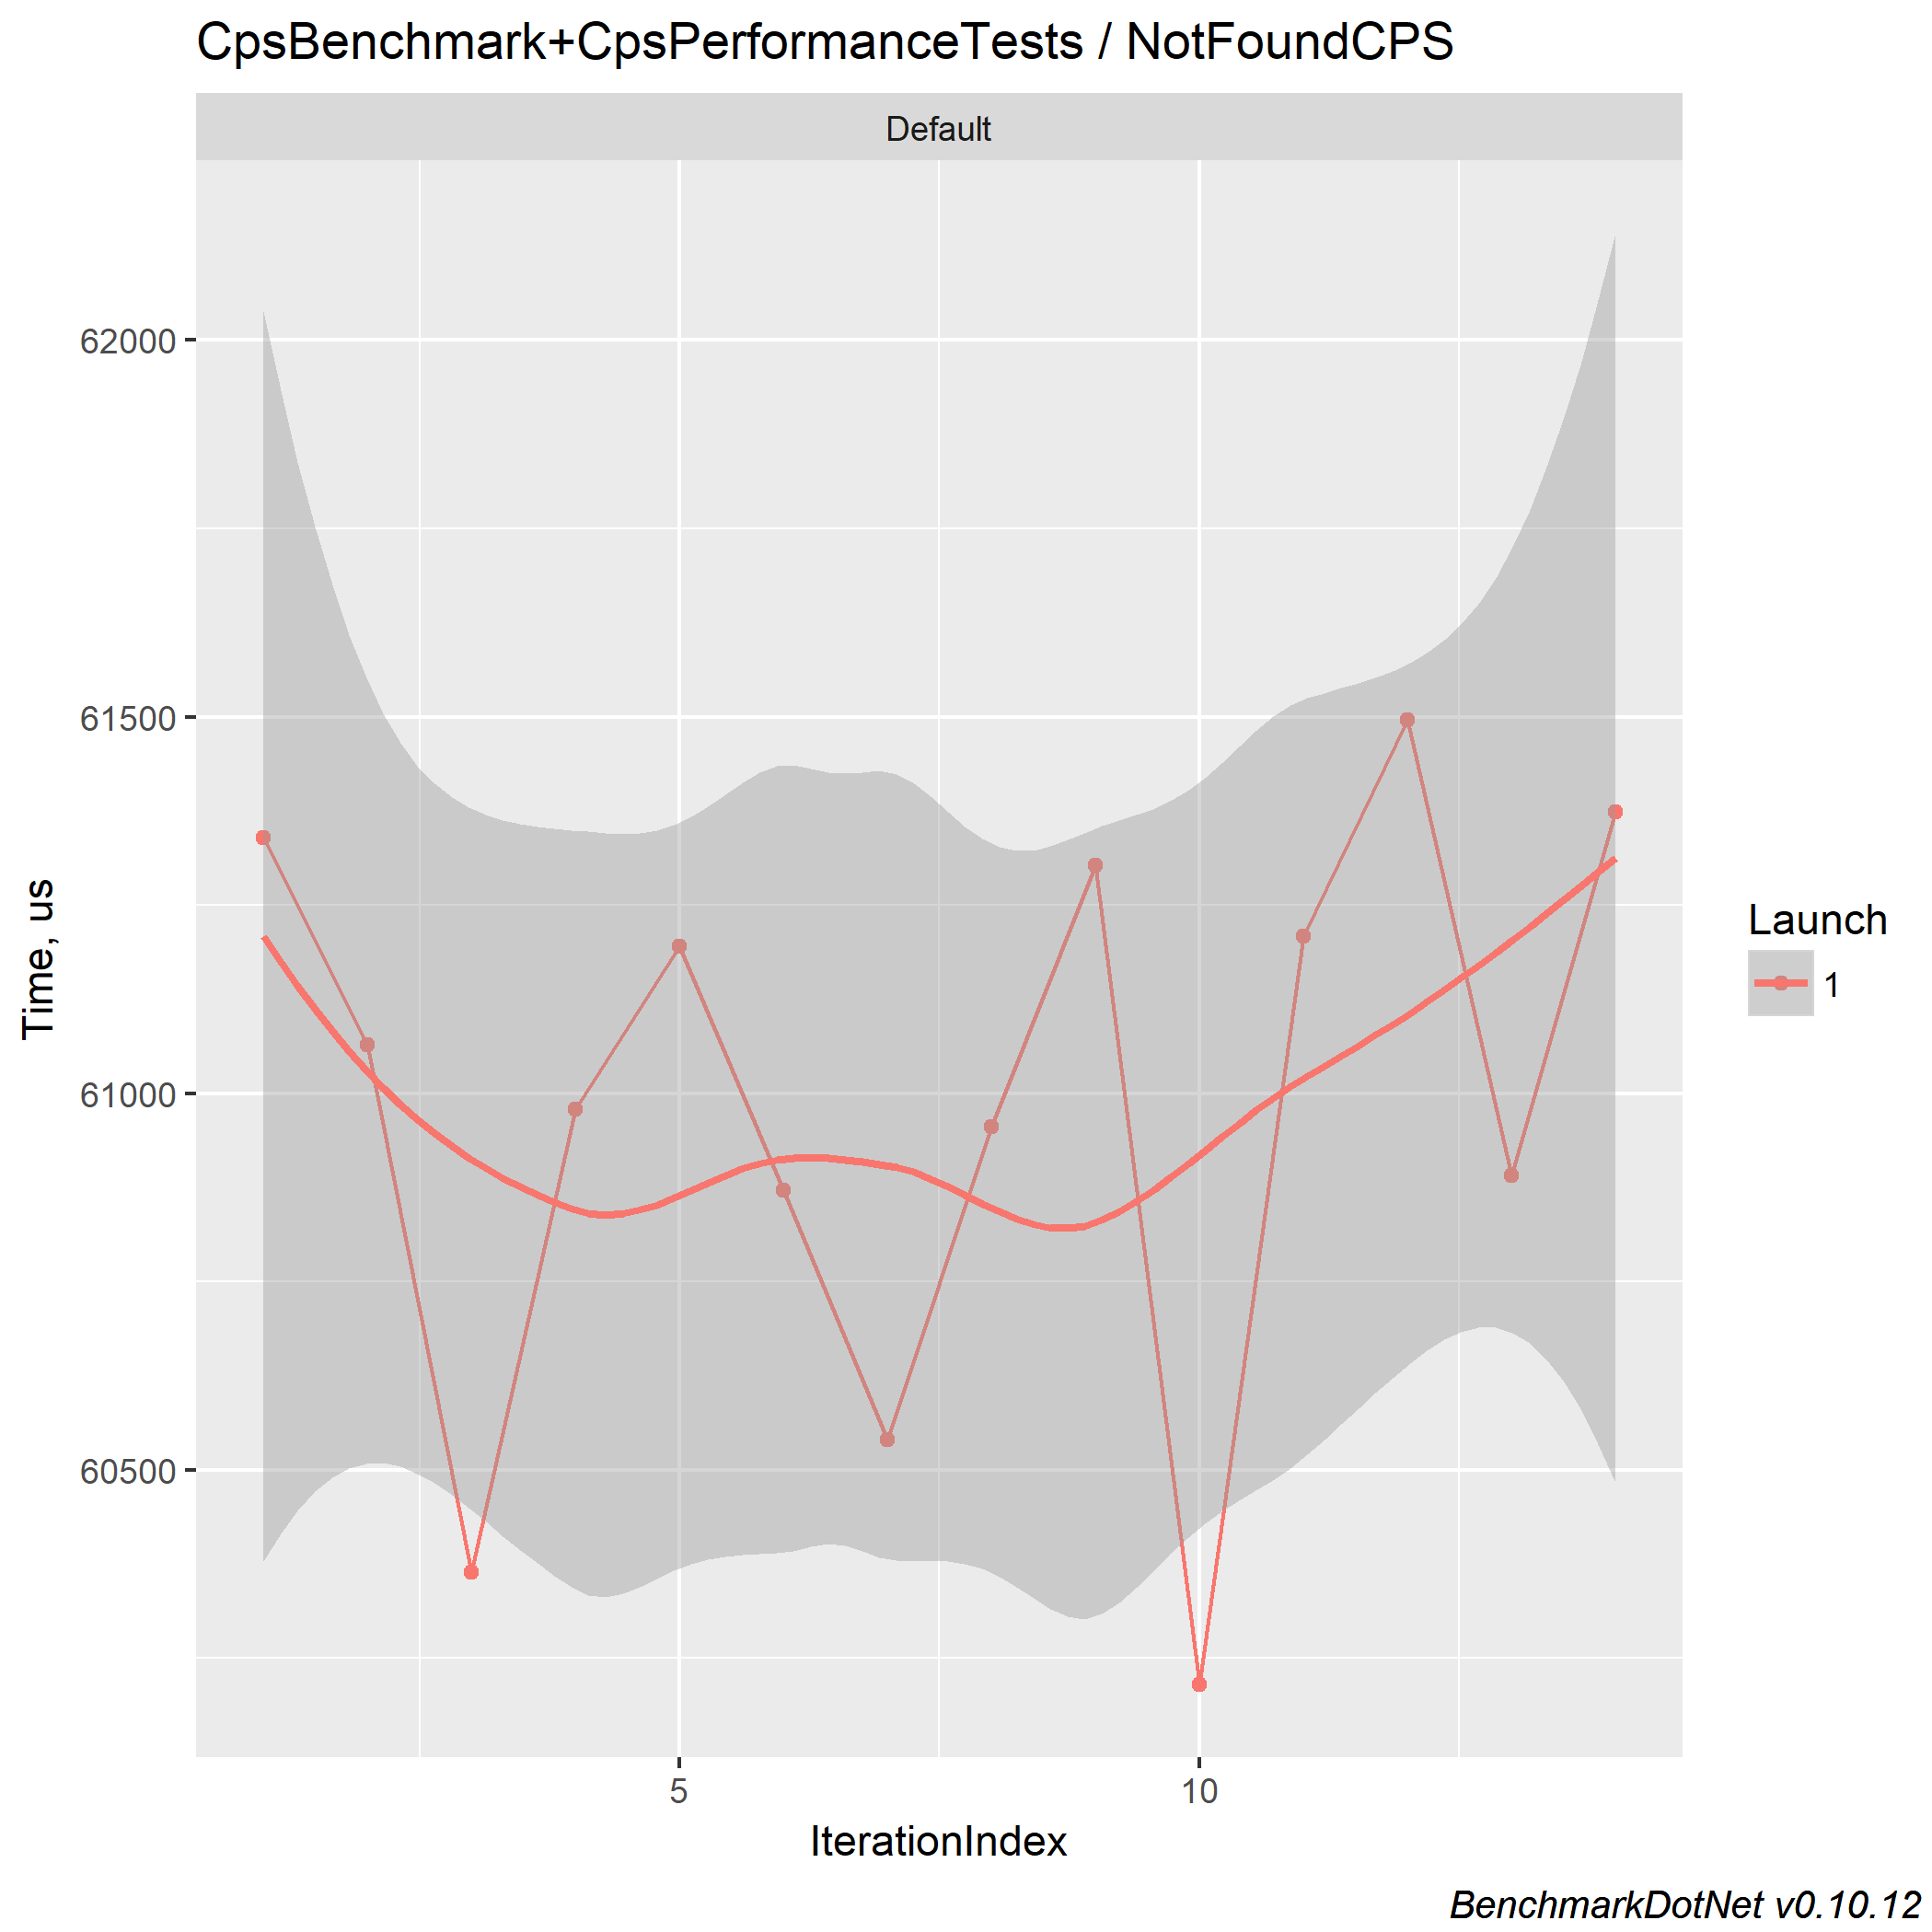 CpsBenchmark+CpsPerformanceTests / NotFoundCPS
Default
62000
61500
61000
60500
Time, us
5
10
IterationIndex
Launch
1
BenchmarkDotNet v0.10.12